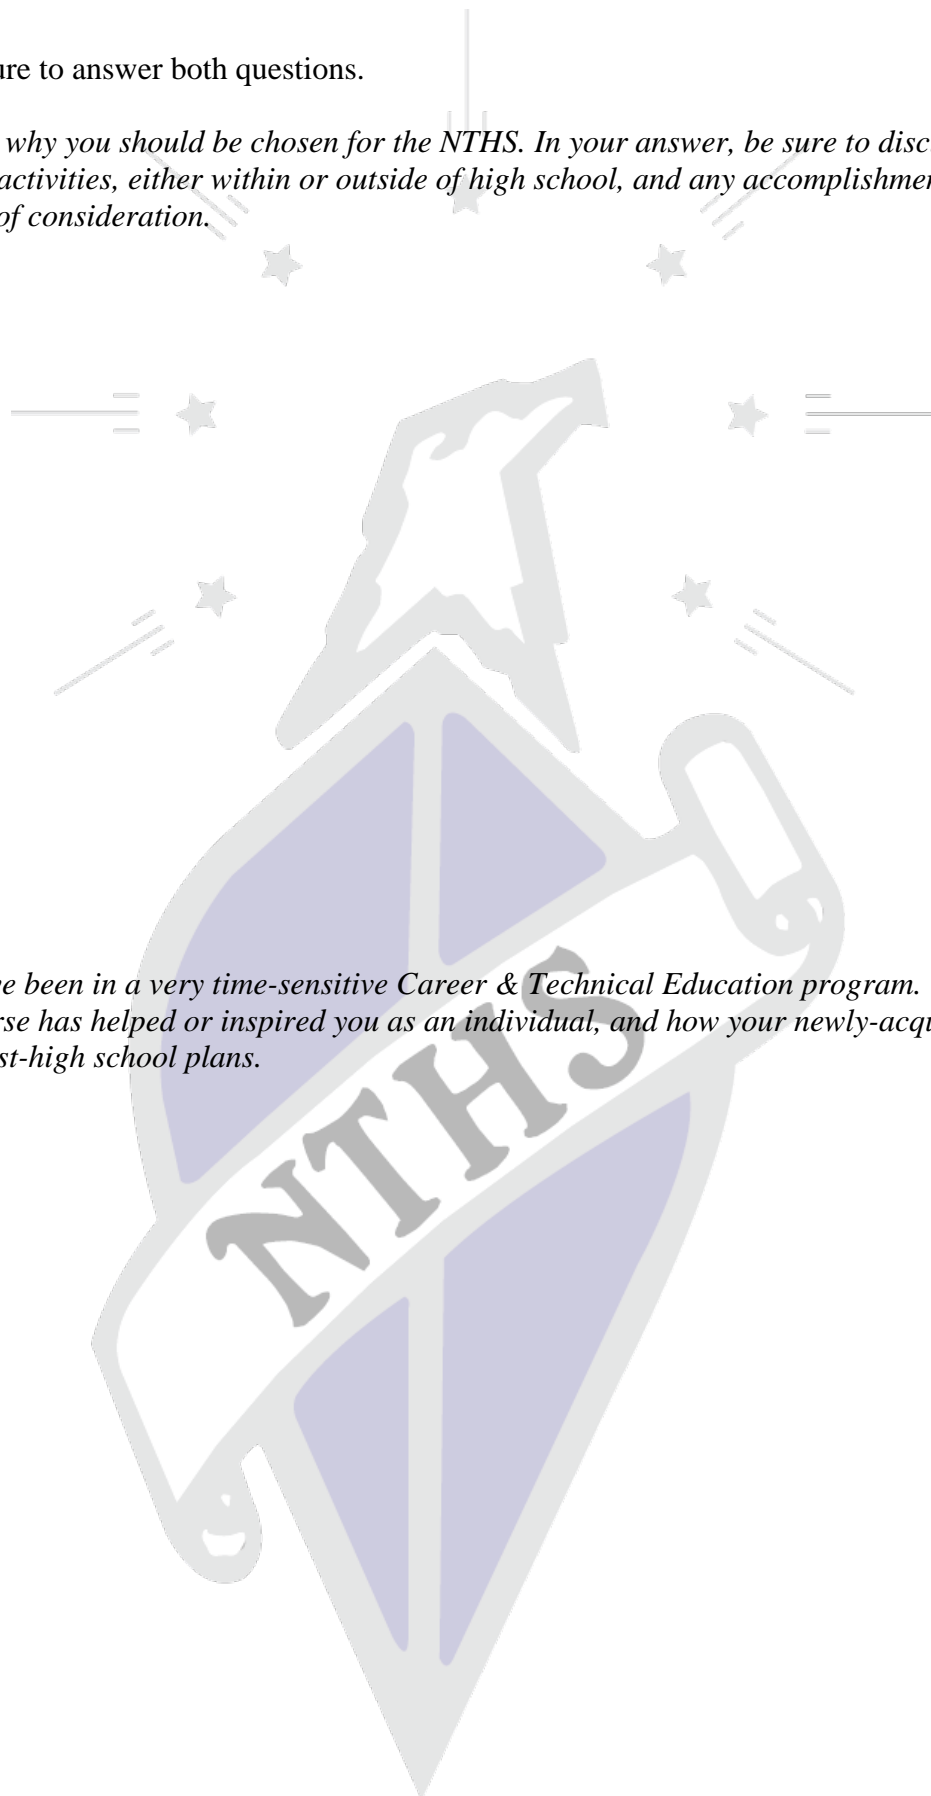 ure to answer both questions.
why you should be chosen for the NTHS. In your answer, be sure to disc
activities, either within or outside of high school, and any accomplishme
of consideration.
ve been in a very time-sensitive Career & Technical Education program.
rse has helped or inspired you as an individual, and how your newly-acqu
st-high school plans.
NTHS